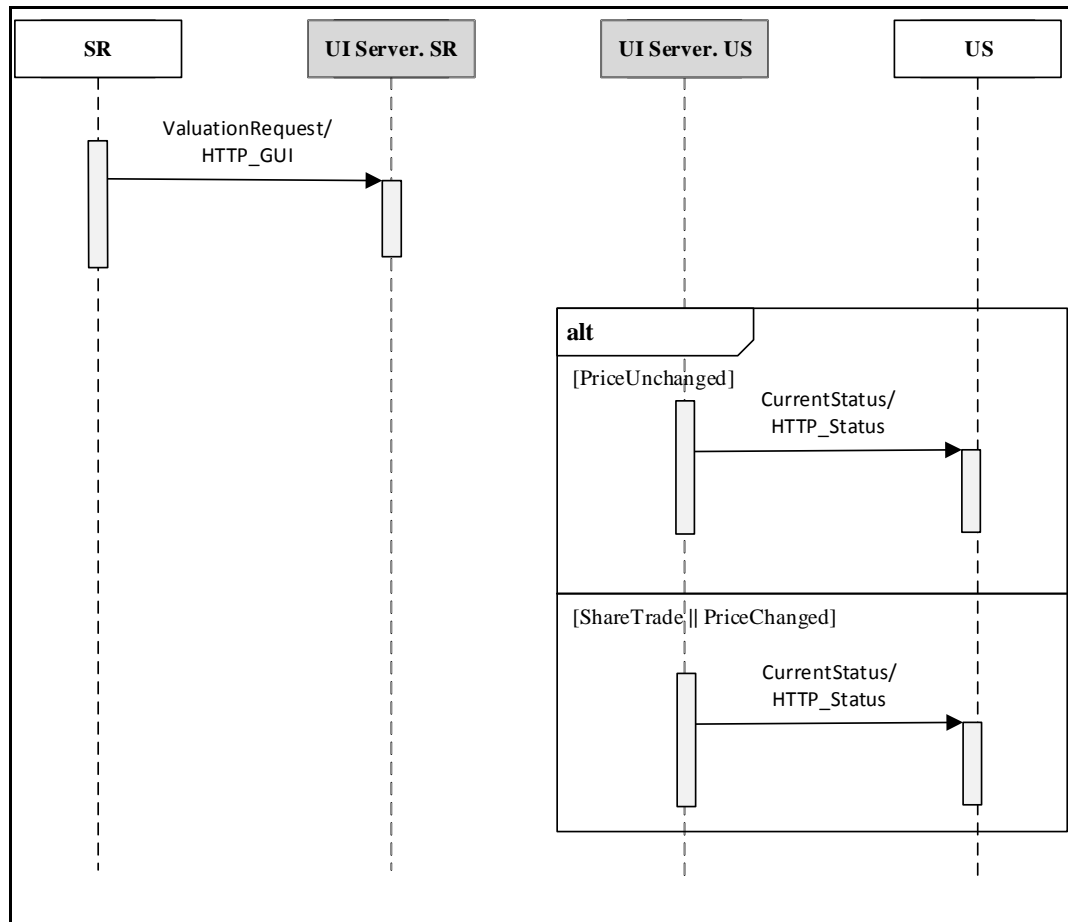 SR
UI Server. SR
UI Server. US
US
ValuationRequest/
HTTP_GUI
alt
[PriceUnchanged]
CurrentStatus/
HTTP_Status
[ShareTrade || PriceChanged]
CurrentStatus/
HTTP_Status